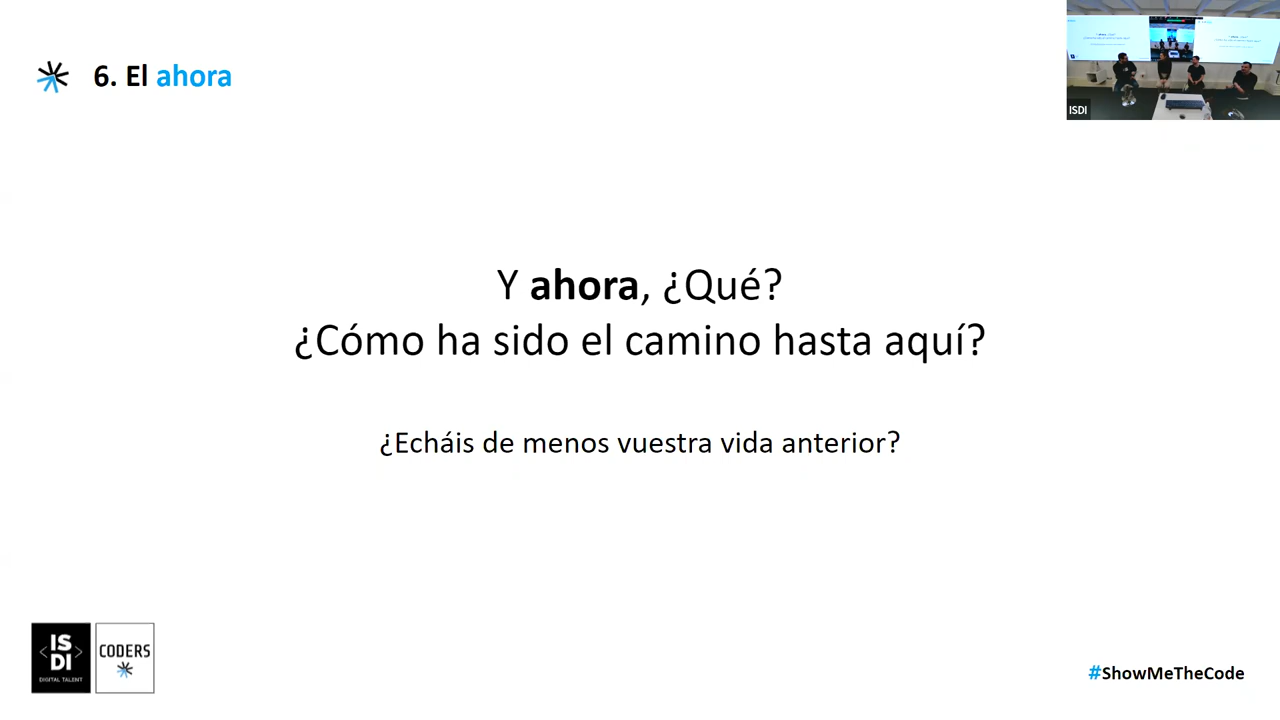 6. El ahora
ISDI
Y ahora, ¿Qué?
¿Cómo ha sido el camino hasta aquí?
¿Echáis de menos vuestra vida anterior?
<IS
DI>
DIGITAL TALENT
CODERS
#ShowMeTheCode